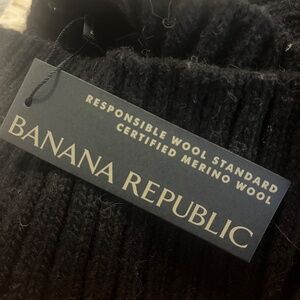 RESPONSIBLE WOOL STANDARD
CERTIFIED MERINO WOOL
BANANA REPUBLIC